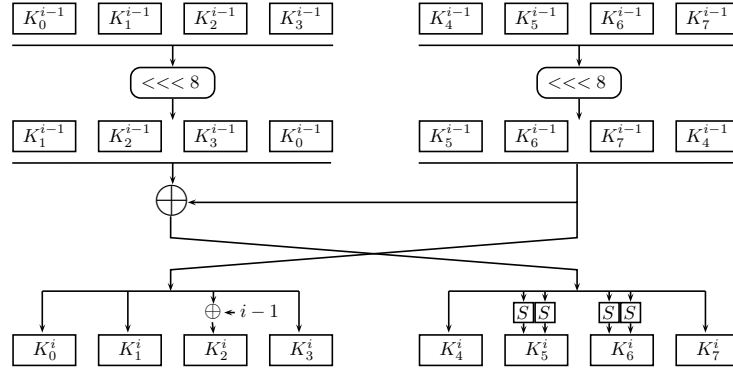 K_0^{i-1} K_1^{i-1} K_2^{i-1} K_3^{i-1} K_4^{i-1} K_5^{i-1} K_6^{i-1} K_7^{i-1}
<<< 8 <<< 8
K_1^{i-1} K_2^{i-1} K_3^{i-1} K_0^{i-1} K_5^{i-1} K_6^{i-1} K_7^{i-1} K_4^{i-1}
⊕ i − 1 S S S S
K_0^i K_1^i K_2^i K_3^i K_4^i K_5^i K_6^i K_7^i